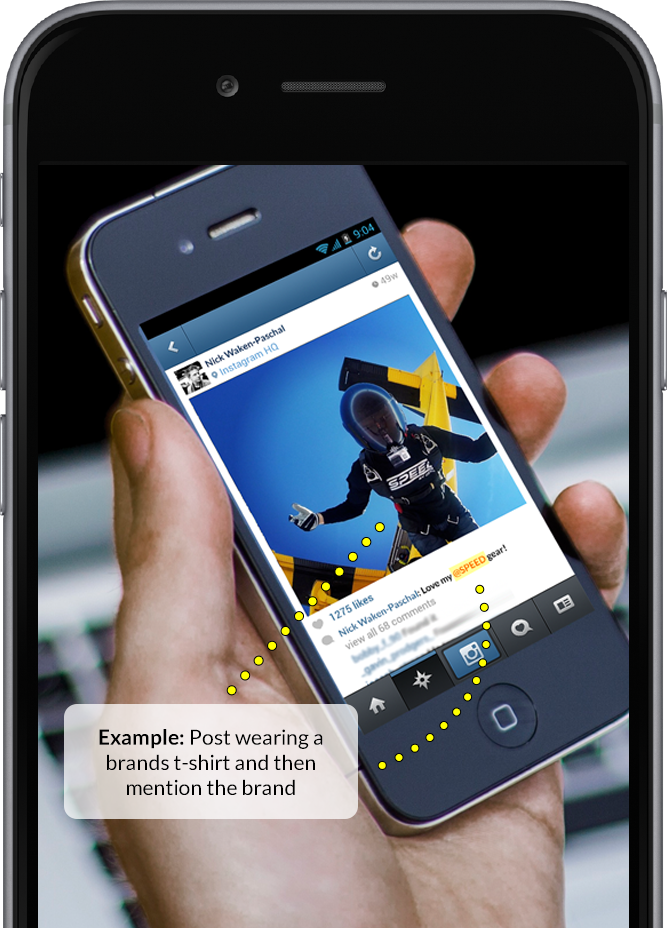 9:04
49w
Nick Waken-Paschal
Instagram HQ
SPEED
1275 likes
Nick Waken-Paschal: Love my @SPEED gear!
view all 68 comments
Example: Post wearing a
brands t-shirt and then
mention the brand